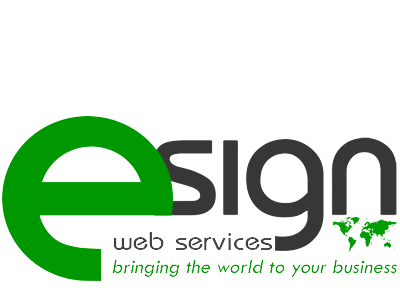 esign
web services
bringing the world to your business